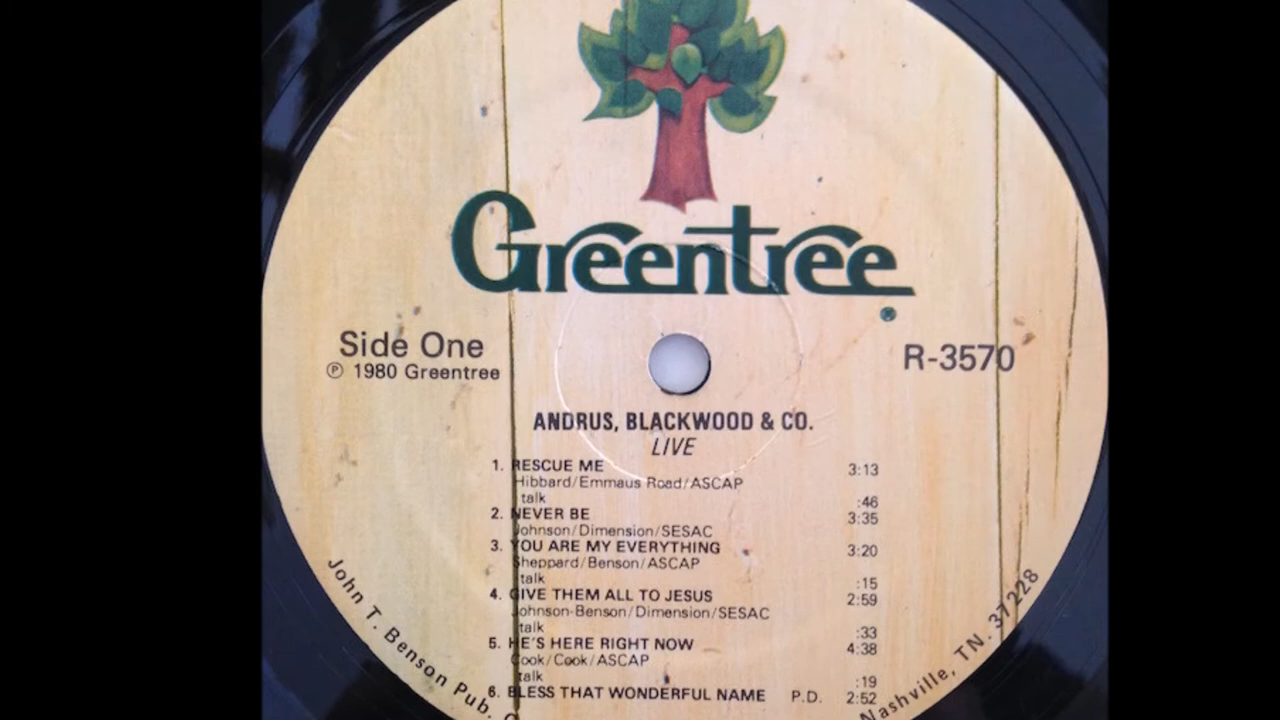 Greentree
Side One
℗ 1980 Greentree
R-3570
ANDRUS, BLACKWOOD & CO.
LIVE
1. RESCUE ME 3:13
Hibbard/Emmaus Road/ASCAP
talk :46
2. NEVER BE 3:35
Johnson/Dimension/SESAC
3. YOU ARE MY EVERYTHING 3:20
Sheppard/Benson/ASCAP
talk :15
4. GIVE THEM ALL TO JESUS 2:59
Johnson-Benson/Dimension/SESAC
talk :33
5. HE'S HERE RIGHT NOW 4:38
Cook/Cook/ASCAP
talk :19
6. BLESS THAT WONDERFUL NAME P.D. 2:52
John T. Benson Pub. Nashville, TN. 37228